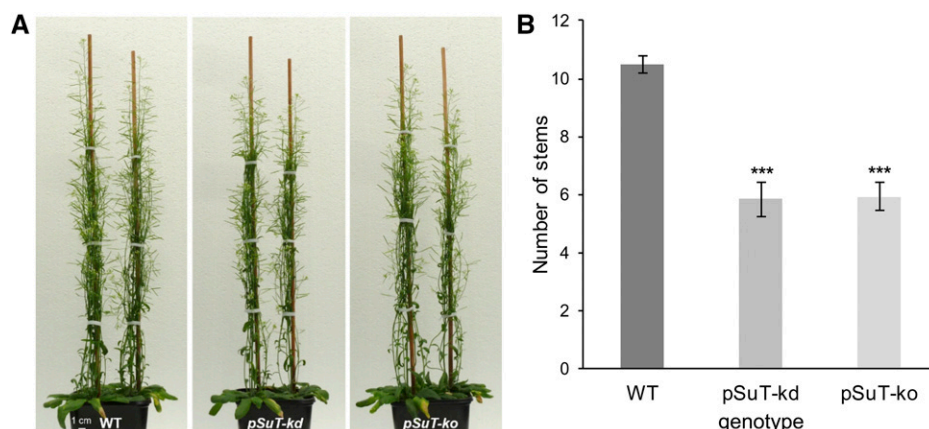 A
1 cm
WT
pSuT-kd
pSuT-ko
B
Number of stems
12
10
8
6
4
2
0
***
***
WT
pSuT-kd
pSuT-ko
genotype